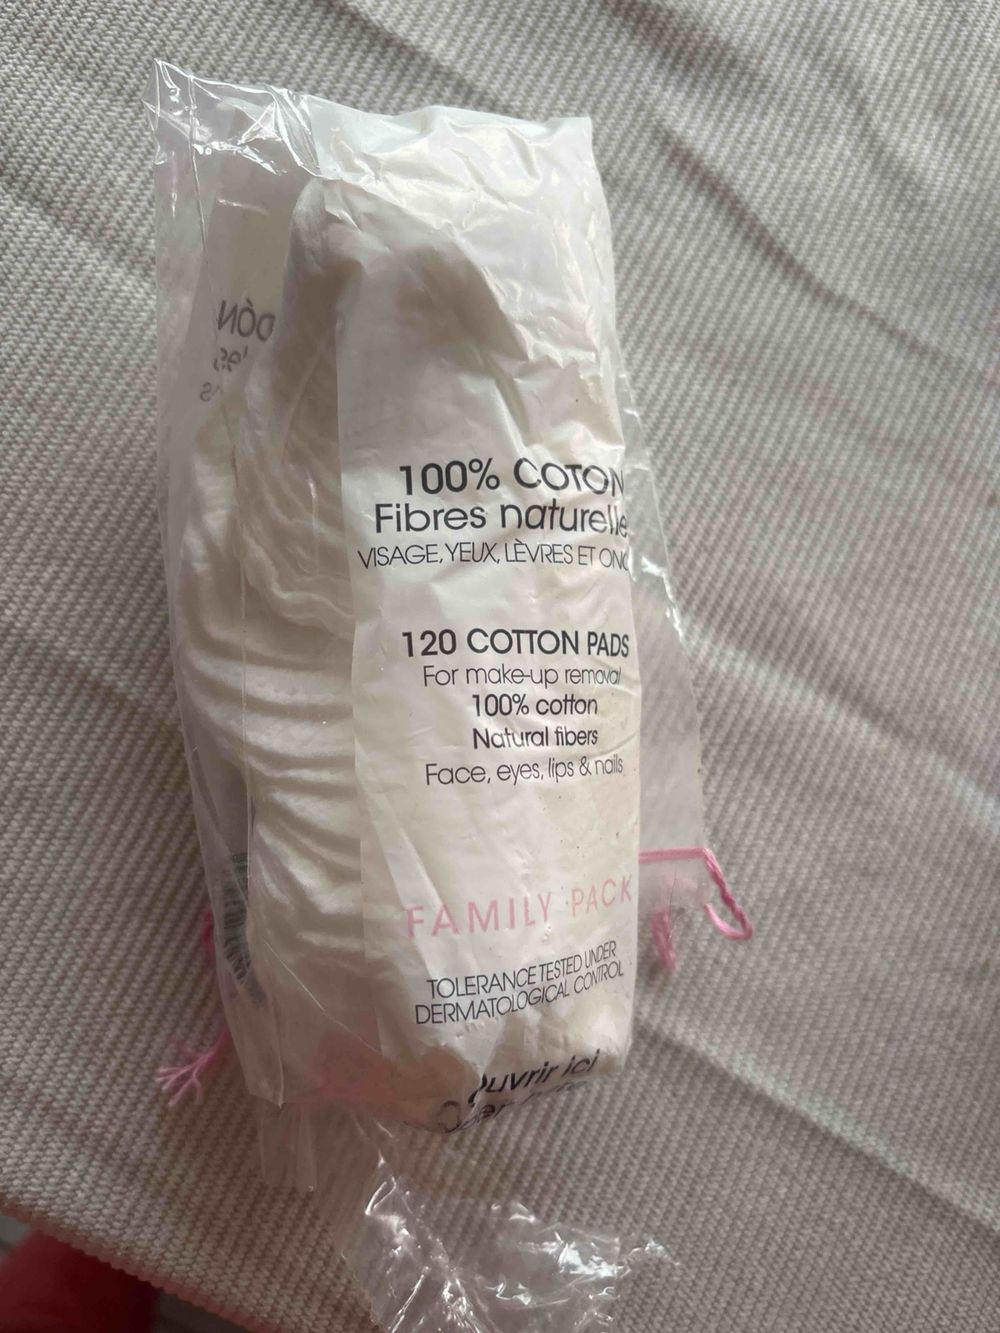 100% COTON
Fibres naturelle
VISAGE, YEUX, LÈVRES ET ONG
120 COTTON PADS
For make-up removal
100% cotton
Natural fibers
Face, eyes, lips & nails
FAMILY PACK
TOLERANCE TESTED UNDER
DERMATOLOGICAL CONTROL
ouvrir ici